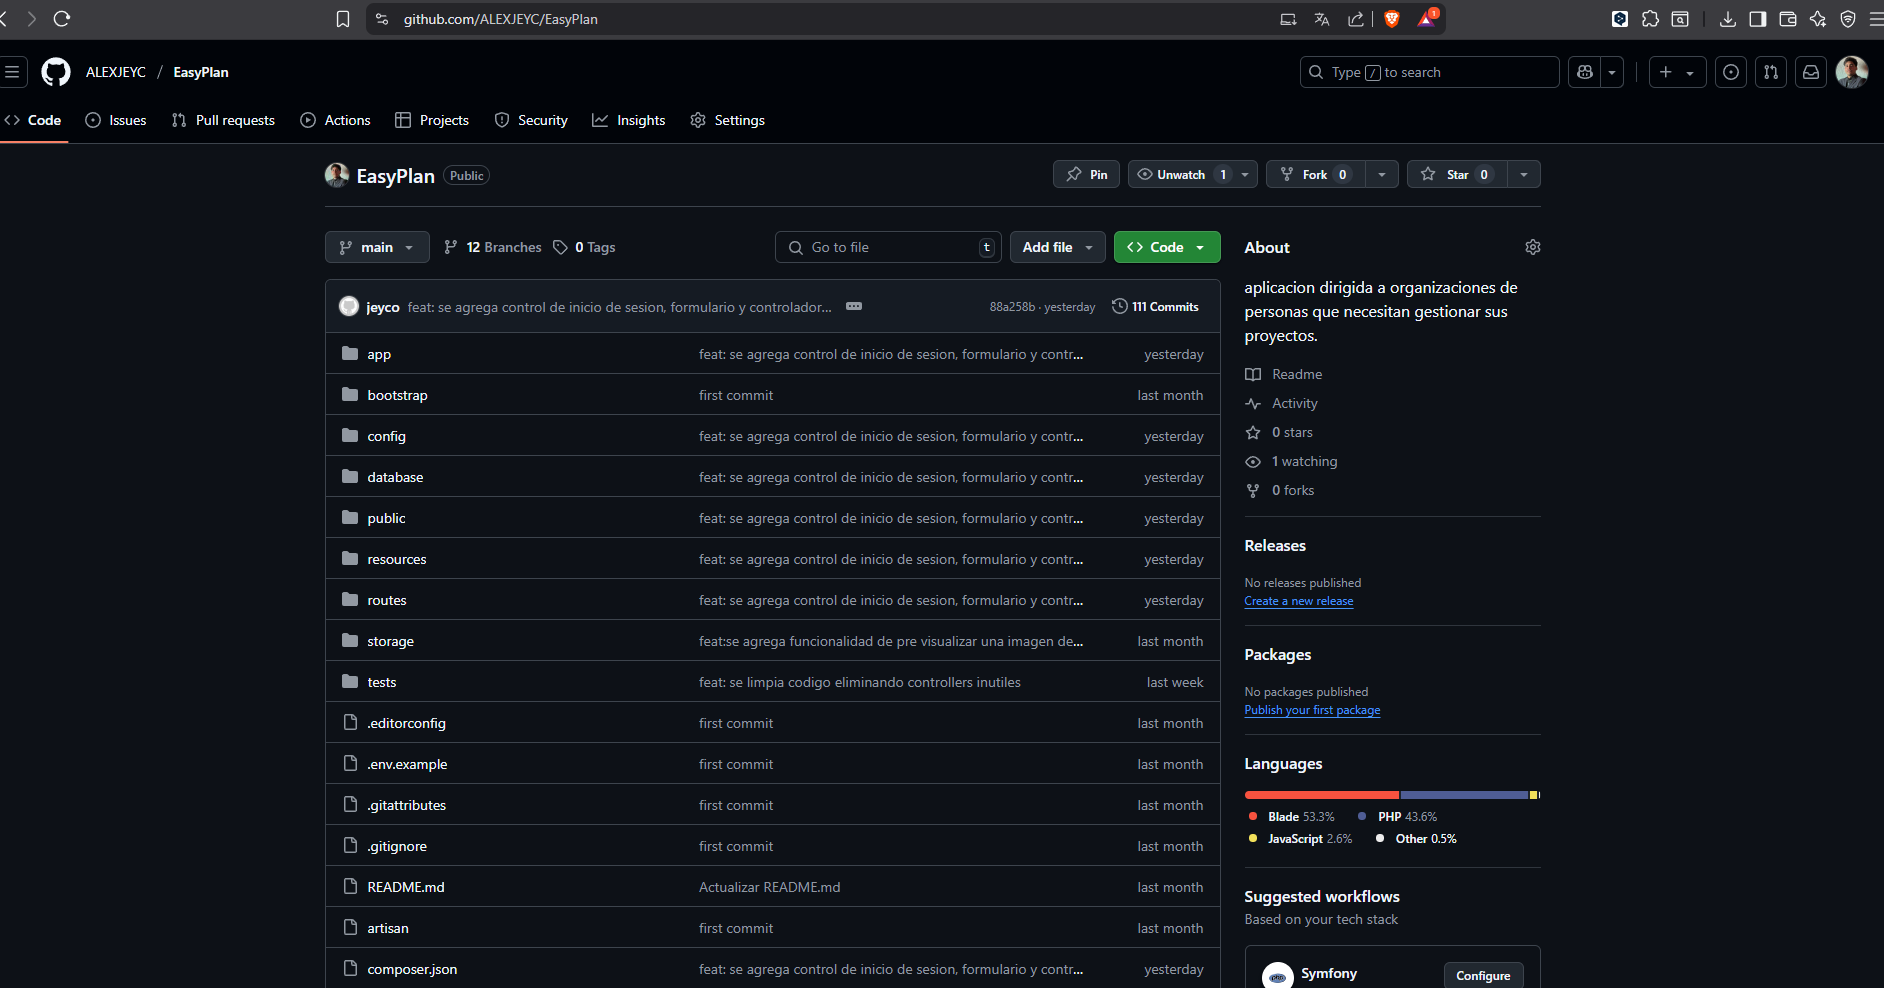 github.com/ALEXJEYC/EasyPlan
1
ALEXJEYC / EasyPlan
Type / to search
Code Issues Pull requests Actions Projects Security Insights Settings
EasyPlan Public
Pin Unwatch 1 Fork 0 Star 0
main 12 Branches 0 Tags Go to file t Add file Code
jeyco feat: se agrega control de inicio de sesion, formulario y controlador... 88a258b · yesterday 111 Commits
app feat: se agrega control de inicio de sesion, formulario y contr... yesterday
bootstrap first commit last month
config feat: se agrega control de inicio de sesion, formulario y contr... yesterday
database feat: se agrega control de inicio de sesion, formulario y contr... yesterday
public feat: se agrega control de inicio de sesion, formulario y contr... yesterday
resources feat: se agrega control de inicio de sesion, formulario y contr... yesterday
routes feat: se agrega control de inicio de sesion, formulario y contr... yesterday
storage feat:se agrega funcionalidad de pre visualizar una imagen de... last month
tests feat: se limpia codigo eliminando controllers inutiles last week
.editorconfig first commit last month
.env.example first commit last month
.gitattributes first commit last month
.gitignore first commit last month
README.md Actualizar README.md last month
artisan first commit last month
composer.json feat: se agrega control de inicio de sesion, formulario y contr... yesterday
About
aplicacion dirigida a organizaciones de
personas que necesitan gestionar sus
proyectos.
Readme
Activity
0 stars
1 watching
0 forks
Releases
No releases published
Create a new release
Packages
No packages published
Publish your first package
Languages
Blade 53.3% PHP 43.6%
JavaScript 2.6% Other 0.5%
Suggested workflows
Based on your tech stack
php Symfony Configure